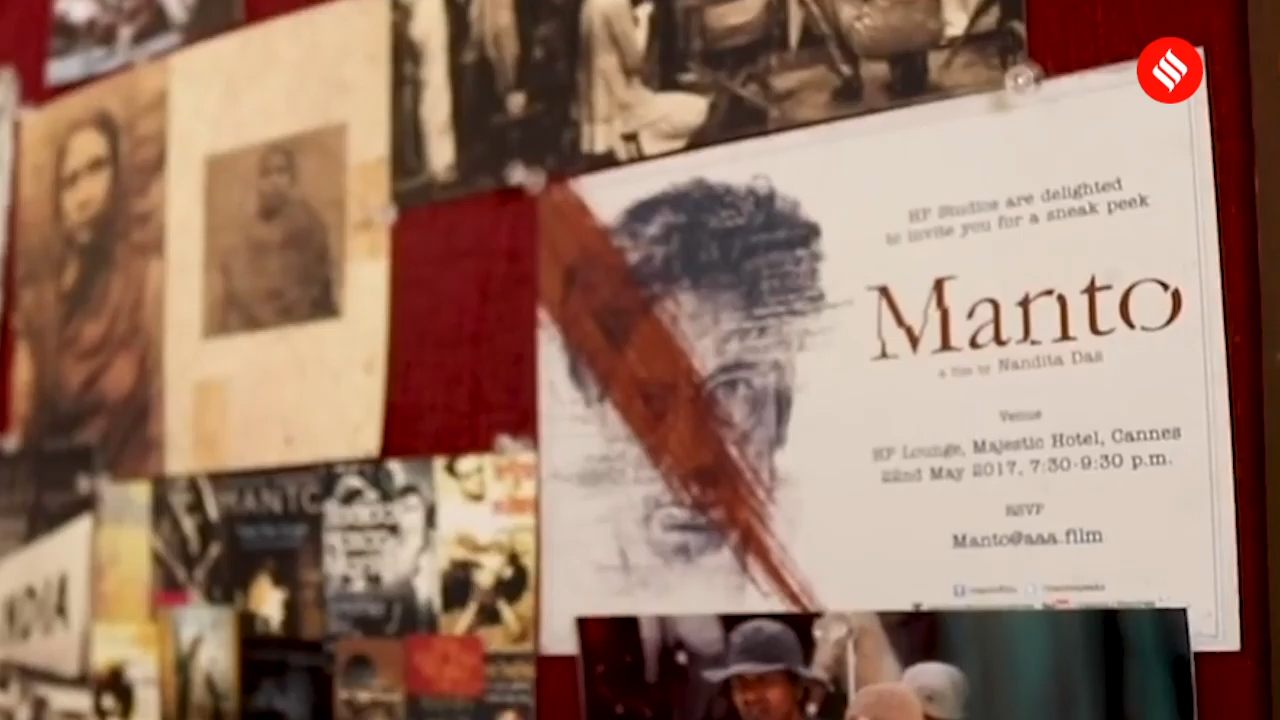 HP Studios are delighted
to invite you for a sneak peek
Manto
a film by Nandita Das
Venue
HP Lounge, Majestic Hotel, Cannes
22nd May 2017, 7:30-9:30 p.m.
RSVP
Manto@aaa.film
MANTO